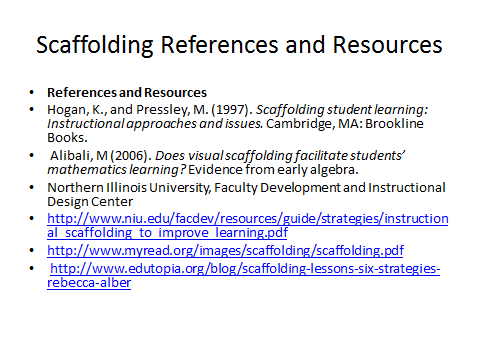 Scaffolding References and Resources
• References and Resources
• Hogan, K., and Pressley, M. (1997). Scaffolding student learning:
Instructional approaches and issues. Cambridge, MA: Brookline
Books.
• Alibali, M (2006). Does visual scaffolding facilitate students’
mathematics learning? Evidence from early algebra.
• Northern Illinois University, Faculty Development and Instructional
Design Center
• http://www.niu.edu/facdev/resources/guide/strategies/instruction
al_scaffolding_to_improve_learning.pdf
• http://www.myread.org/images/scaffolding/scaffolding.pdf
• http://www.edutopia.org/blog/scaffolding-lessons-six-strategies-
rebecca-alber